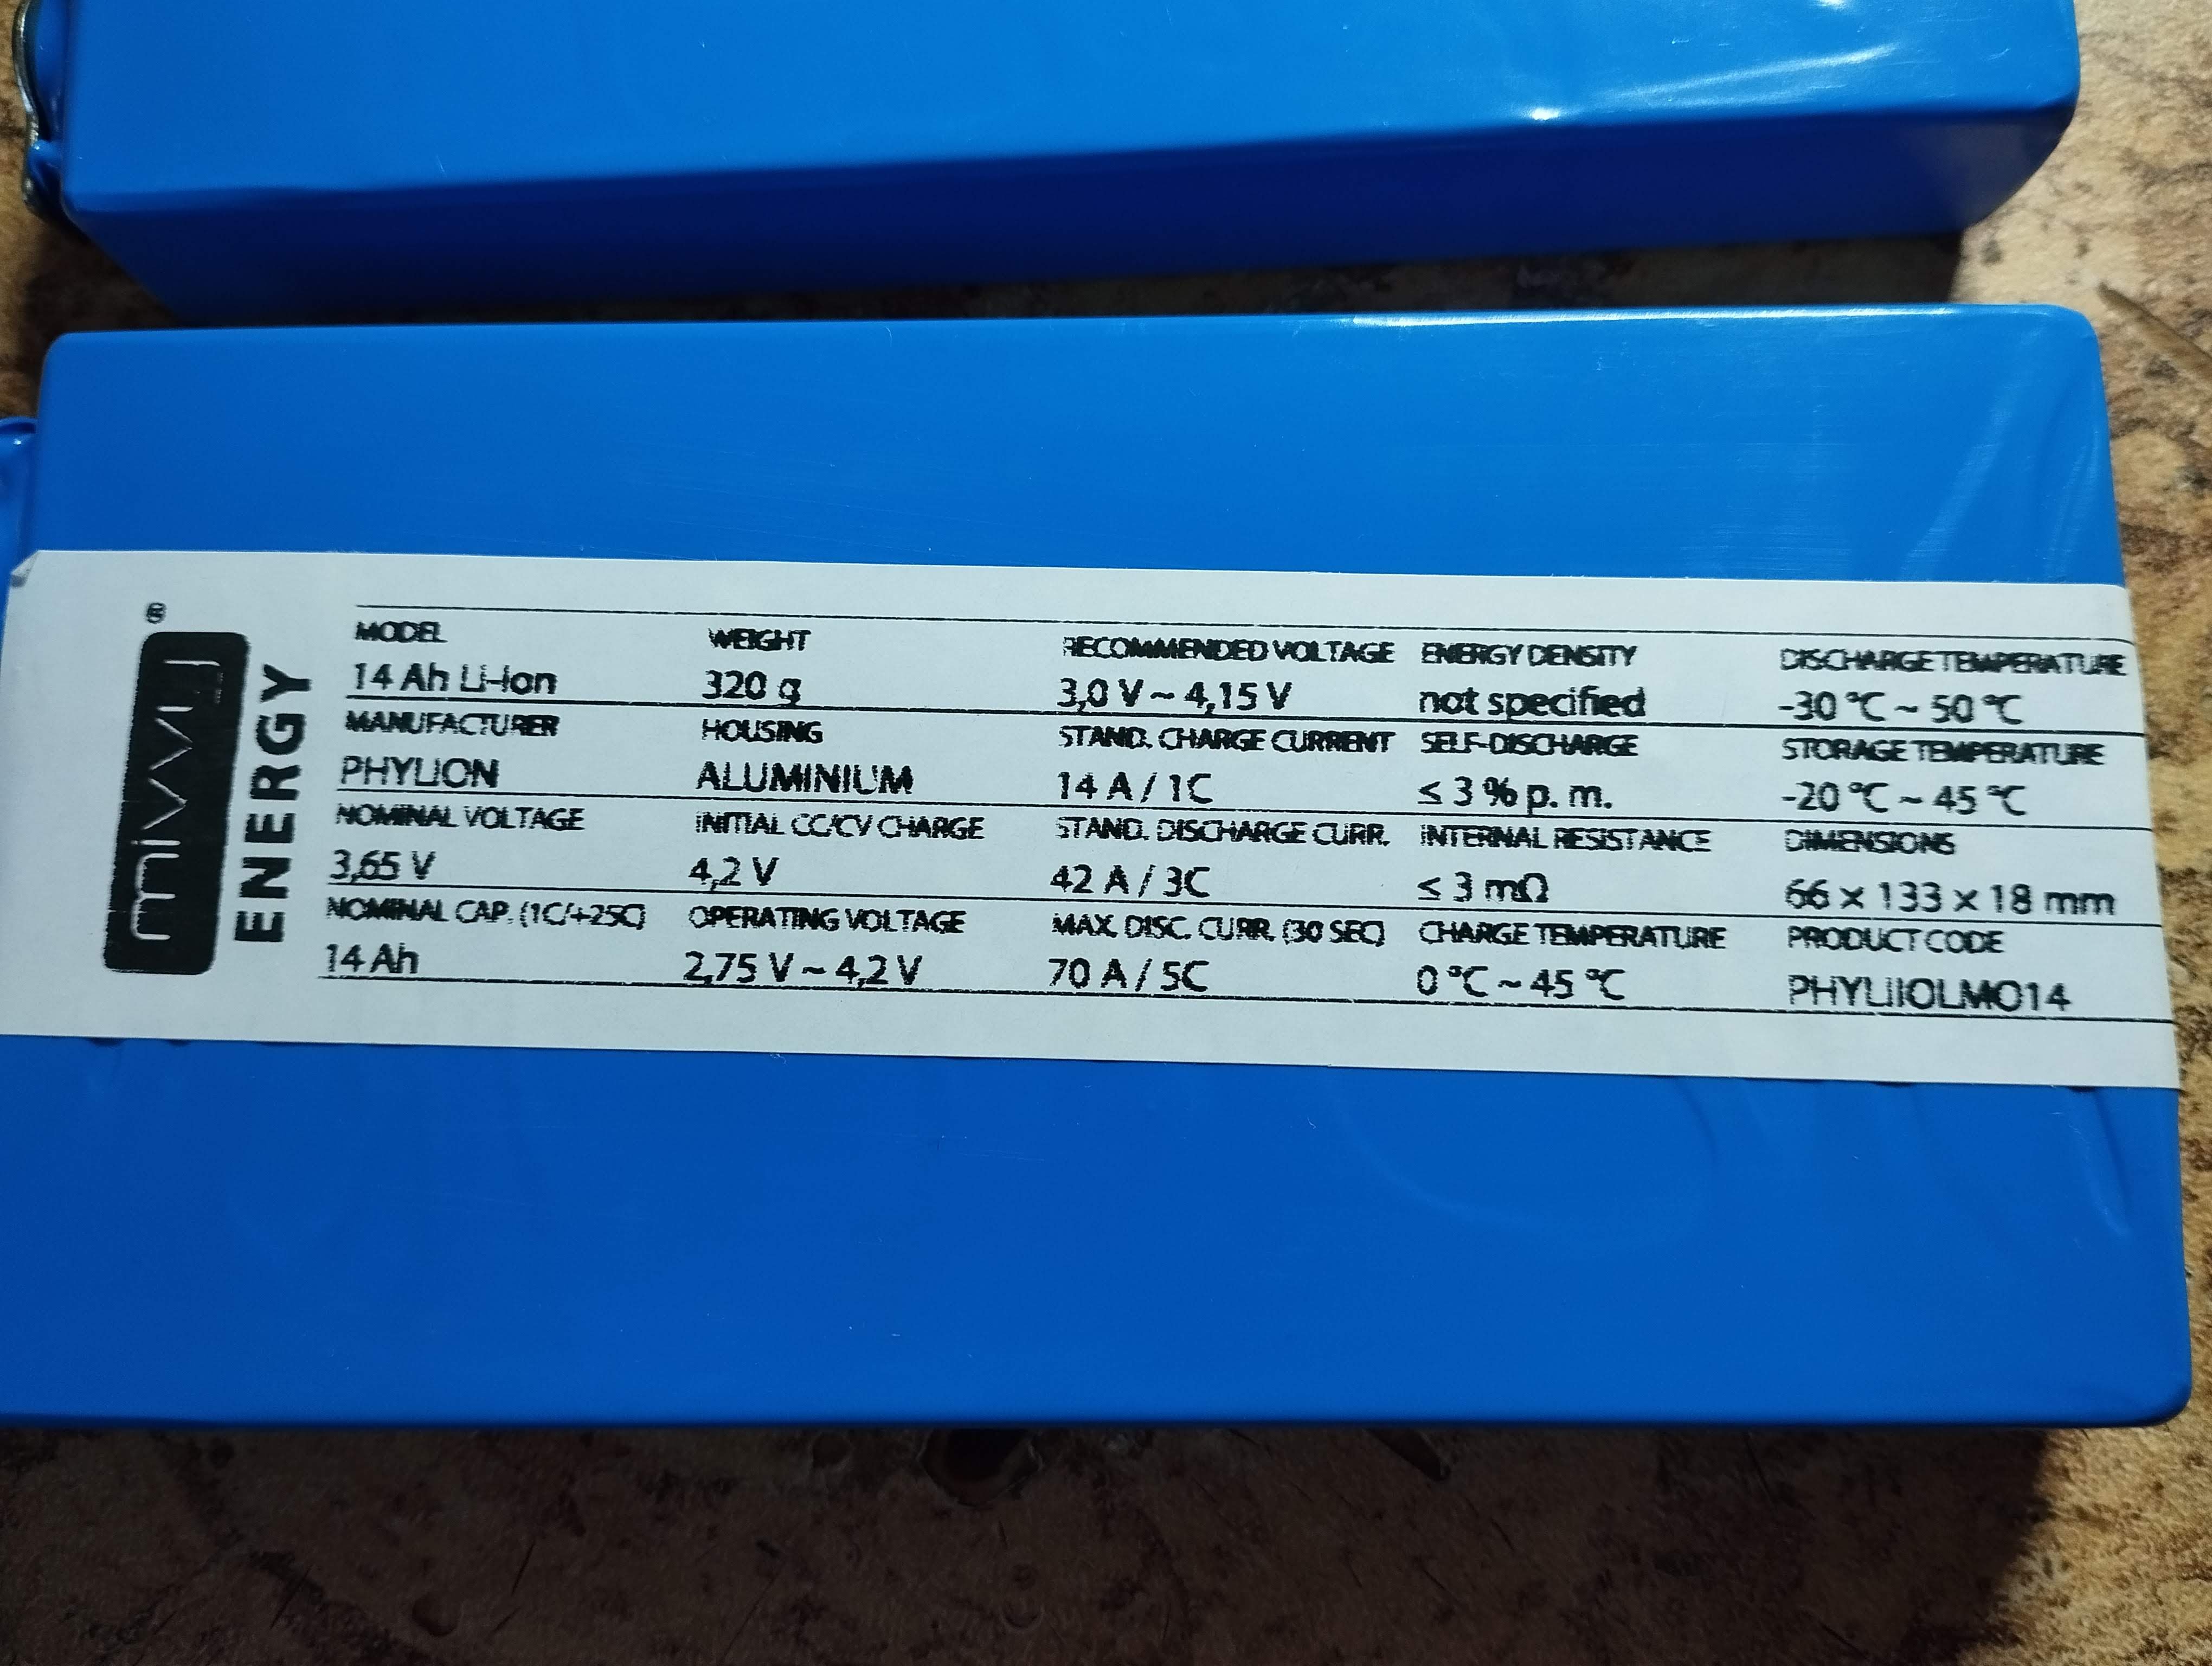 mivvy®
ENERGY
MODEL WEIGHT RECOMMENDED VOLTAGE ENERGY DENSITY DISCHARGE TEMPERATURE
14 Ah Li-Ion 320 g 3,0 V ~ 4,15 V not specified -30 °C ~ 50 °C
MANUFACTURER HOUSING STAND. CHARGE CURRENT SELF-DISCHARGE STORAGE TEMPERATURE
PHYLION ALUMINIUM 14 A / 1C ≤ 3 % p. m. -20 °C ~ 45 °C
NOMINAL VOLTAGE INITIAL CC/CV CHARGE STAND. DISCHARGE CURR. INTERNAL RESISTANCE DIMENSIONS
3,65 V 4,2 V 42 A / 3C ≤ 3 mΩ 66 x 133 x 18 mm
NOMINAL CAP. (1C/+25C) OPERATING VOLTAGE MAX. DISC. CURR. (30 SEC) CHARGE TEMPERATURE PRODUCT CODE
14 Ah 2,75 V ~ 4,2 V 70 A / 5C 0 °C ~ 45 °C PHYLIIOLMO14